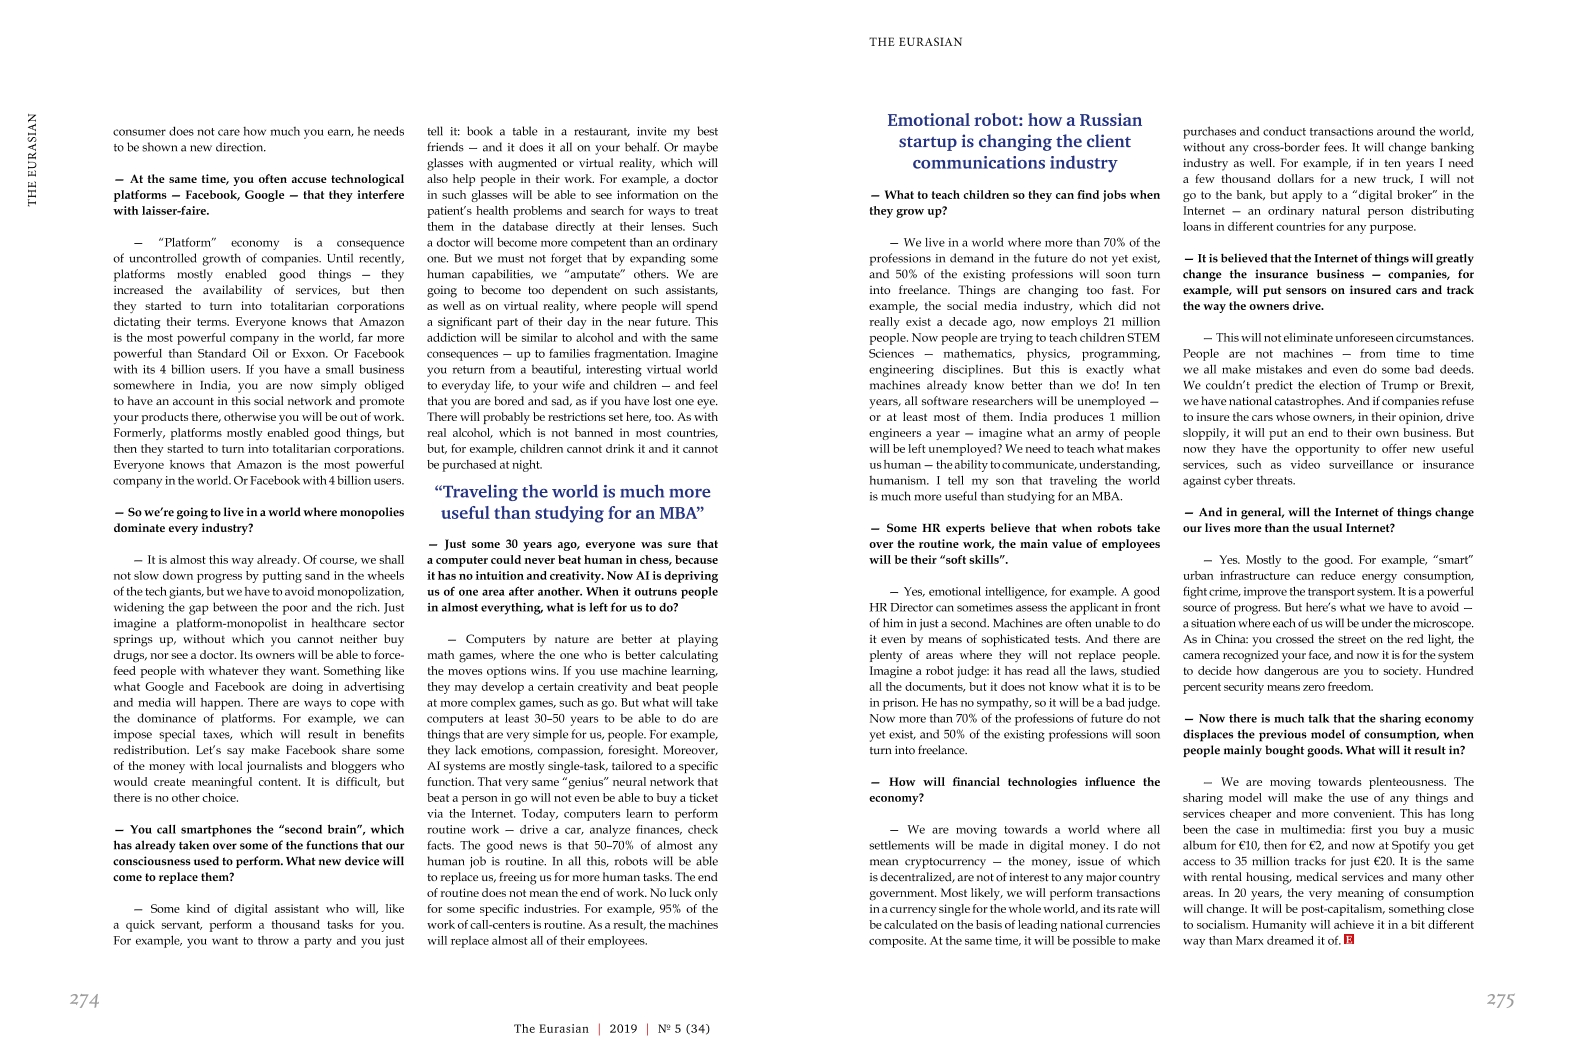 THE EURASIAN
consumer does not care how much you earn, he needs
to be shown a new direction.
— At the same time, you often accuse technological
platforms — Facebook, Google — that they interfere
with laisser-faire.
— “Platform” economy is a consequence
of uncontrolled growth of companies. Until recently,
platforms mostly enabled good things — they
increased the availability of services, but then
they started to turn into totalitarian corporations
dictating their terms. Everyone knows that Amazon
is the most powerful company in the world, far more
powerful than Standard Oil or Exxon. Or Facebook
with its 4 billion users. If you have a small business
somewhere in India, you are now simply obliged
to have an account in this social network and promote
your products there, otherwise you will be out of work.
Formerly, platforms mostly enabled good things, but
then they started to turn into totalitarian corporations.
Everyone knows that Amazon is the most powerful
company in the world. Or Facebook with 4 billion users.
— So we’re going to live in a world where monopolies
dominate every industry?
— It is almost this way already. Of course, we shall
not slow down progress by putting sand in the wheels
of the tech giants, but we have to avoid monopolization,
widening the gap between the poor and the rich. Just
imagine a platform-monopolist in healthcare sector
springs up, without which you cannot neither buy
drugs, nor see a doctor. Its owners will be able to force-
feed people with whatever they want. Something like
what Google and Facebook are doing in advertising
and media will happen. There are ways to cope with
the dominance of platforms. For example, we can
impose special taxes, which will result in benefits
redistribution. Let’s say make Facebook share some
of the money with local journalists and bloggers who
would create meaningful content. It is difficult, but
there is no other choice.
— You call smartphones the “second brain”, which
has already taken over some of the functions that our
consciousness used to perform. What new device will
come to replace them?
— Some kind of digital assistant who will, like
a quick servant, perform a thousand tasks for you.
For example, you want to throw a party and you just
tell it: book a table in a restaurant, invite my best
friends — and it does it all on your behalf. Or maybe
glasses with augmented or virtual reality, which will
also help people in their work. For example, a doctor
in such glasses will be able to see information on the
patient’s health problems and search for ways to treat
them in the database directly at their lenses. Such
a doctor will become more competent than an ordinary
one. But we must not forget that by expanding some
human capabilities, we “amputate” others. We are
going to become too dependent on such assistants,
as well as on virtual reality, where people will spend
a significant part of their day in the near future. This
addiction will be similar to alcohol and with the same
consequences — up to families fragmentation. Imagine
you return from a beautiful, interesting virtual world
to everyday life, to your wife and children — and feel
that you are bored and sad, as if you have lost one eye.
There will probably be restrictions set here, too. As with
real alcohol, which is not banned in most countries,
but, for example, children cannot drink it and it cannot
be purchased at night.
“Traveling the world is much more
useful than studying for an MBA”
— Just some 30 years ago, everyone was sure that
a computer could never beat human in chess, because
it has no intuition and creativity. Now AI is depriving
us of one area after another. When it outruns people
in almost everything, what is left for us to do?
— Computers by nature are better at playing
math games, where the one who is better calculating
the moves options wins. If you use machine learning,
they may develop a certain creativity and beat people
at more complex games, such as go. But what will take
computers at least 30–50 years to be able to do are
things that are very simple for us, people. For example,
they lack emotions, compassion, foresight. Moreover,
AI systems are mostly single-task, tailored to a specific
function. That very same “genius” neural network that
beat a person in go will not even be able to buy a ticket
via the Internet. Today, computers learn to perform
routine work — drive a car, analyze finances, check
facts. The good news is that 50–70% of almost any
human job is routine. In all this, robots will be able
to replace us, freeing us for more human tasks. The end
of routine does not mean the end of work. No luck only
for some specific industries. For example, 95% of the
work of call-centers is routine. As a result, the machines
will replace almost all of their employees.
274
The Eurasian | 2019 | № 5 (34)
THE EURASIAN
Emotional robot: how a Russian
startup is changing the client
communications industry
— What to teach children so they can find jobs when
they grow up?
— We live in a world where more than 70% of the
professions in demand in the future do not yet exist,
and 50% of the existing professions will soon turn
into freelance. Things are changing too fast. For
example, the social media industry, which did not
really exist a decade ago, now employs 21 million
people. Now people are trying to teach children STEM
Sciences — mathematics, physics, programming,
engineering disciplines. But this is exactly what
machines already know better than we do! In ten
years, all software researchers will be unemployed —
or at least most of them. India produces 1 million
engineers a year — imagine what an army of people
will be left unemployed? We need to teach what makes
us human — the ability to communicate, understanding,
humanism. I tell my son that traveling the world
is much more useful than studying for an MBA.
— Some HR experts believe that when robots take
over the routine work, the main value of employees
will be their “soft skills”.
— Yes, emotional intelligence, for example. A good
HR Director can sometimes assess the applicant in front
of him in just a second. Machines are often unable to do
it even by means of sophisticated tests. And there are
plenty of areas where they will not replace people.
Imagine a robot judge: it has read all the laws, studied
all the documents, but it does not know what it is to be
in prison. He has no sympathy, so it will be a bad judge.
Now more than 70% of the professions of future do not
yet exist, and 50% of the existing professions will soon
turn into freelance.
— How will financial technologies influence the
economy?
— We are moving towards a world where all
settlements will be made in digital money. I do not
mean cryptocurrency — the money, issue of which
is decentralized, are not of interest to any major country
government. Most likely, we will perform transactions
in a currency single for the whole world, and its rate will
be calculated on the basis of leading national currencies
composite. At the same time, it will be possible to make
purchases and conduct transactions around the world,
without any cross-border fees. It will change banking
industry as well. For example, if in ten years I need
a few thousand dollars for a new truck, I will not
go to the bank, but apply to a “digital broker” in the
Internet — an ordinary natural person distributing
loans in different countries for any purpose.
— It is believed that the Internet of things will greatly
change the insurance business — companies, for
example, will put sensors on insured cars and track
the way the owners drive.
— This will not eliminate unforeseen circumstances.
People are not machines — from time to time
we all make mistakes and even do some bad deeds.
We couldn’t predict the election of Trump or Brexit,
we have national catastrophes. And if companies refuse
to insure the cars whose owners, in their opinion, drive
sloppily, it will put an end to their own business. But
now they have the opportunity to offer new useful
services, such as video surveillance or insurance
against cyber threats.
— And in general, will the Internet of things change
our lives more than the usual Internet?
— Yes. Mostly to the good. For example, “smart”
urban infrastructure can reduce energy consumption,
fight crime, improve the transport system. It is a powerful
source of progress. But here’s what we have to avoid —
a situation where each of us will be under the microscope.
As in China: you crossed the street on the red light, the
camera recognized your face, and now it is for the system
to decide how dangerous are you to society. Hundred
percent security means zero freedom.
— Now there is much talk that the sharing economy
displaces the previous model of consumption, when
people mainly bought goods. What will it result in?
— We are moving towards plenteousness. The
sharing model will make the use of any things and
services cheaper and more convenient. This has long
been the case in multimedia: first you buy a music
album for €10, then for €2, and now at Spotify you get
access to 35 million tracks for just €20. It is the same
with rental housing, medical services and many other
areas. In 20 years, the very meaning of consumption
will change. It will be post-capitalism, something close
to socialism. Humanity will achieve it in a bit different
way than Marx dreamed it of. E
275